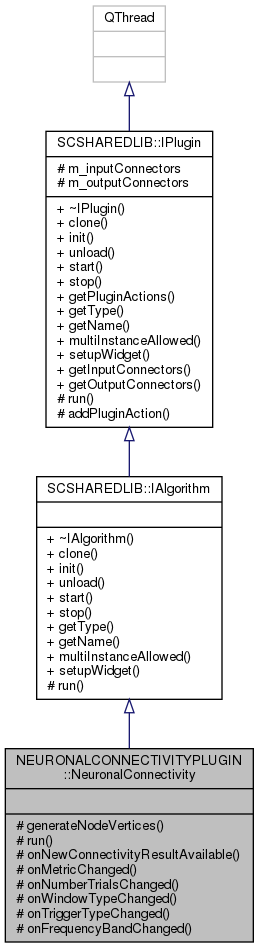 QThread
SCSHAREDLIB::IPlugin
# m_inputConnectors
# m_outputConnectors
+ ~IPlugin()
+ clone()
+ init()
+ unload()
+ start()
+ stop()
+ getPluginActions()
+ getType()
+ getName()
+ multiInstanceAllowed()
+ setupWidget()
+ getInputConnectors()
+ getOutputConnectors()
# run()
# addPluginAction()
SCSHAREDLIB::IAlgorithm
+ ~IAlgorithm()
+ clone()
+ init()
+ unload()
+ start()
+ stop()
+ getType()
+ getName()
+ multiInstanceAllowed()
+ setupWidget()
# run()
NEURONALCONNECTIVITYPLUGIN
::NeuronalConnectivity
# generateNodeVertices()
# run()
# onNewConnectivityResultAvailable()
# onMetricChanged()
# onNumberTrialsChanged()
# onWindowTypeChanged()
# onTriggerTypeChanged()
# onFrequencyBandChanged()